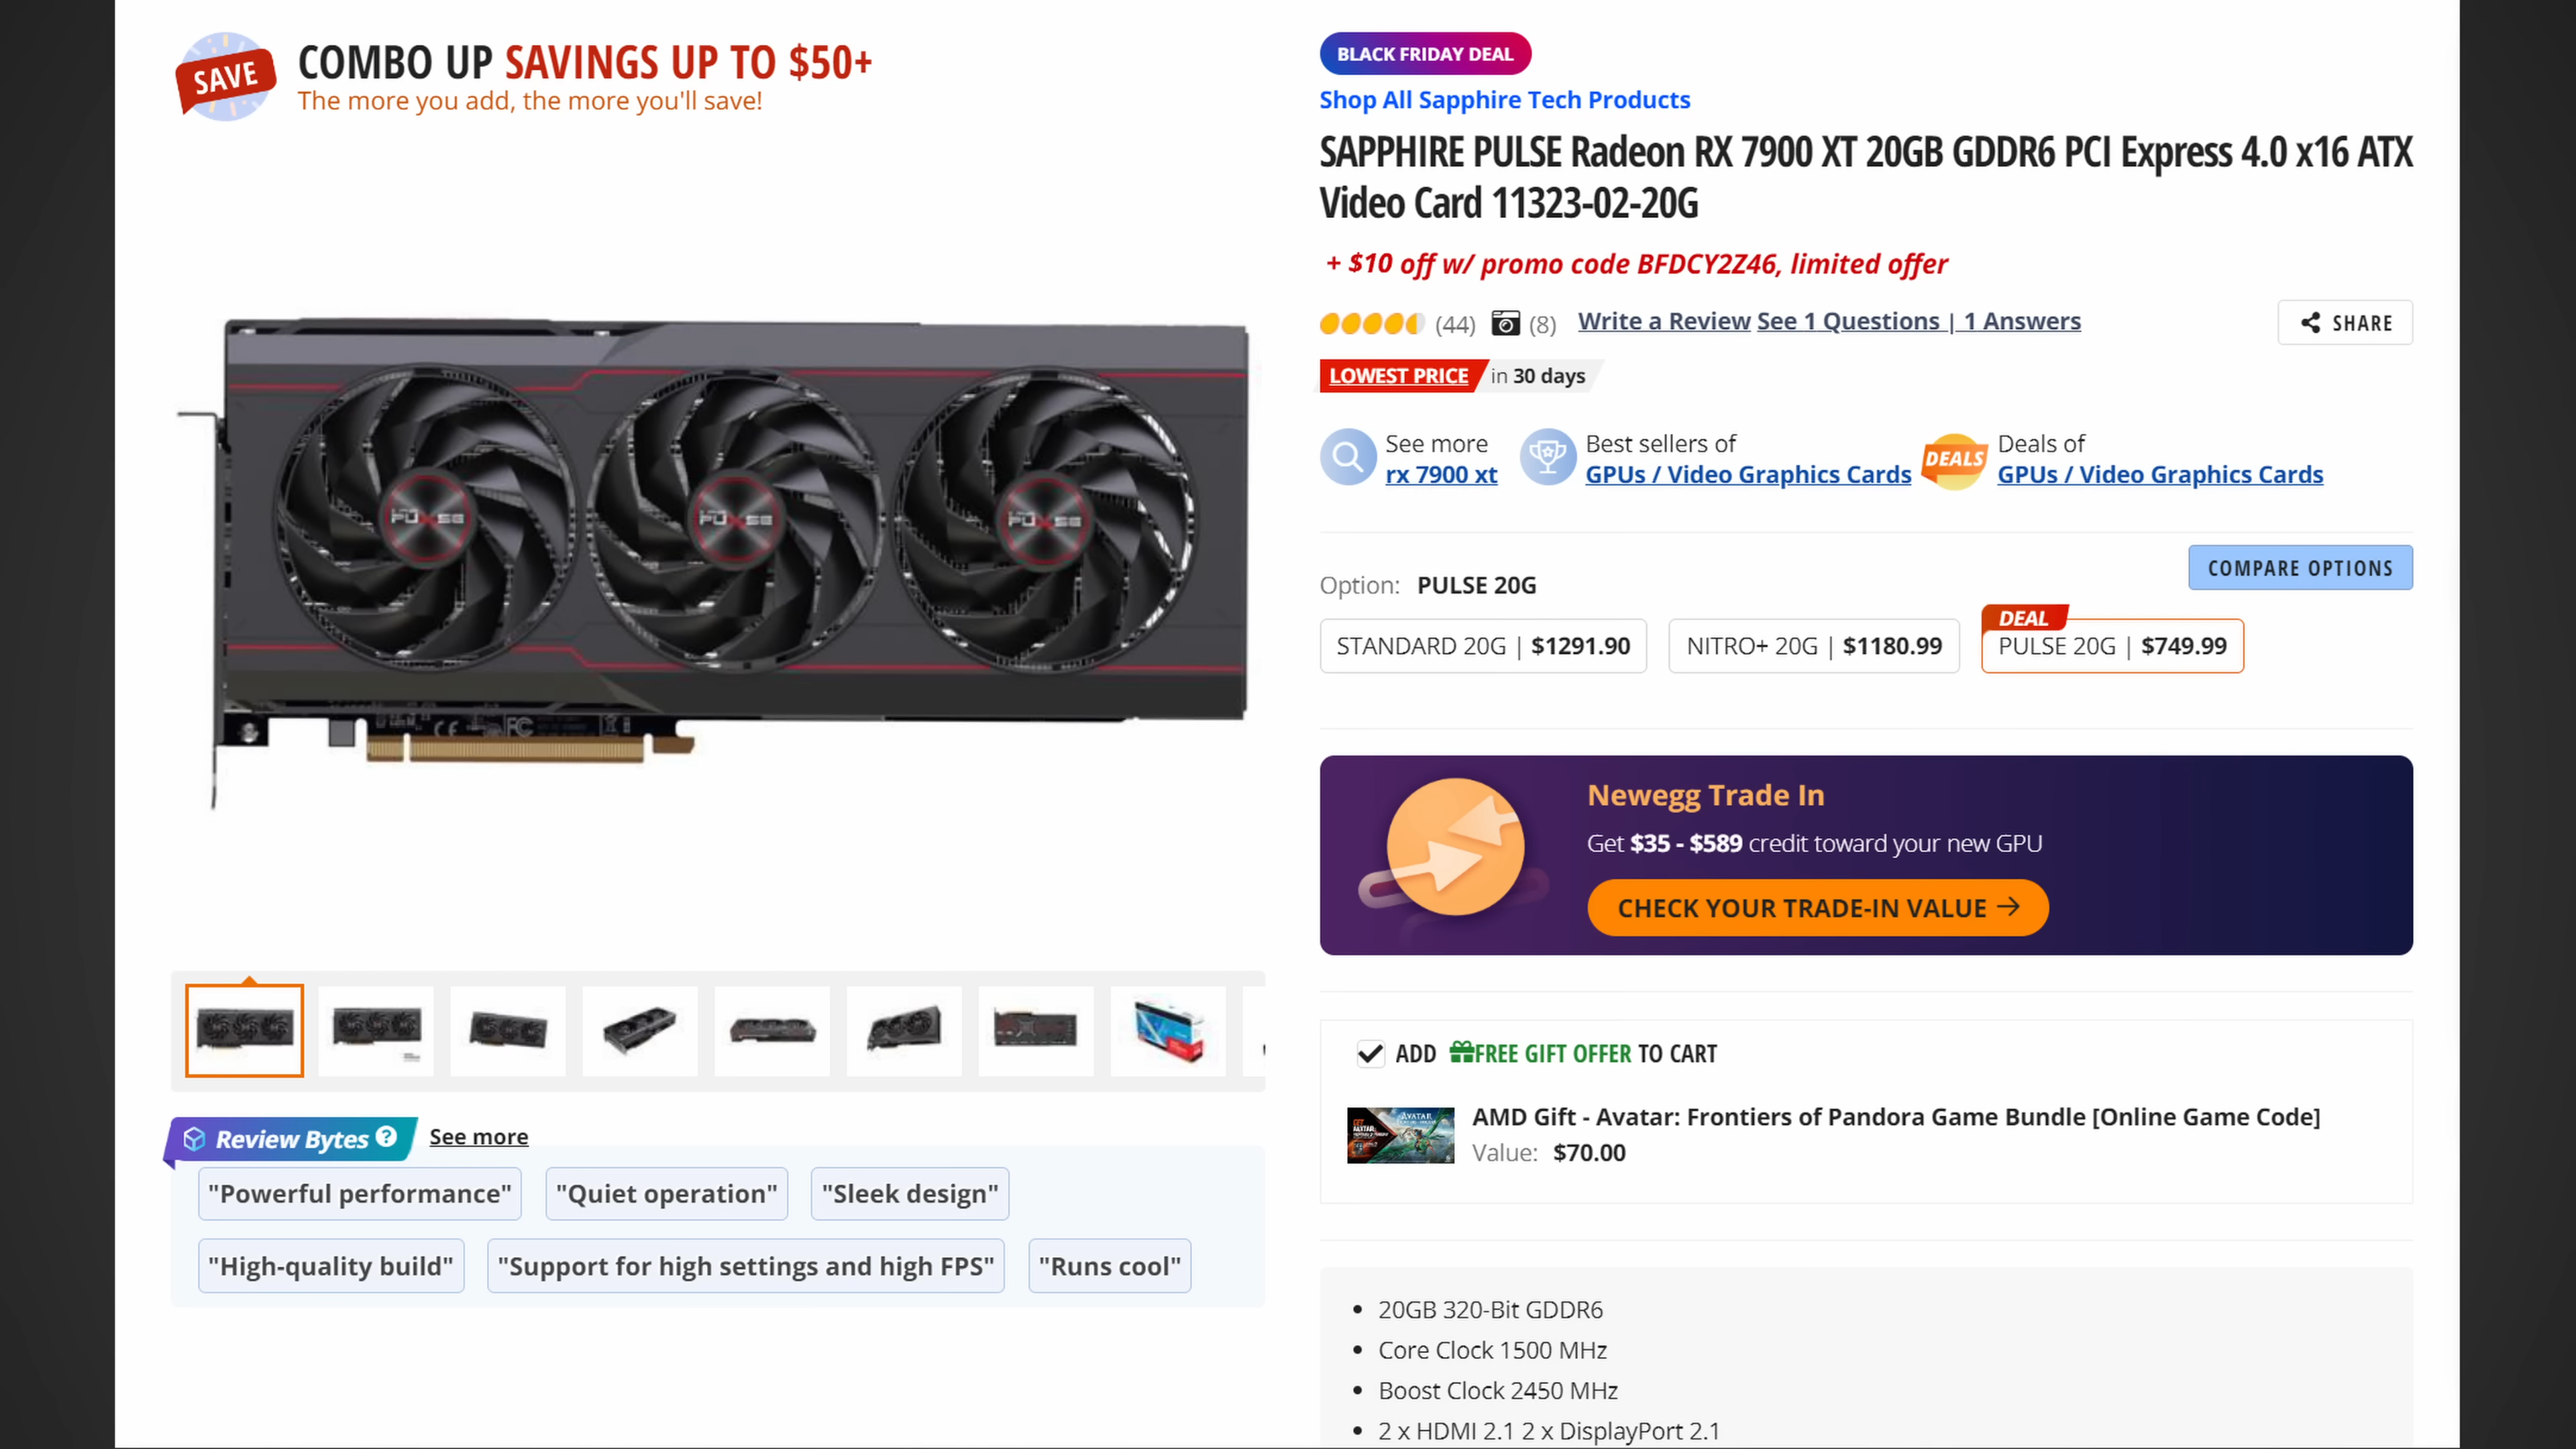 SAVE
COMBO UP SAVINGS UP TO $50+
The more you add, the more you'll save!
PULSE
PULSE
PULSE
CE
FC
Review Bytes ?
See more
"Powerful performance"
"Quiet operation"
"Sleek design"
"High-quality build"
"Support for high settings and high FPS"
"Runs cool"
BLACK FRIDAY DEAL
Shop All Sapphire Tech Products
SAPPHIRE PULSE Radeon RX 7900 XT 20GB GDDR6 PCI Express 4.0 x16 ATX
Video Card 11323-02-20G
+ $10 off w/ promo code BFDCY2Z46, limited offer
(44)
(8)
Write a Review See 1 Questions | 1 Answers
SHARE
LOWEST PRICE in 30 days
See more
rx 7900 xt
Best sellers of
GPUs / Video Graphics Cards
DEALS
Deals of
GPUs / Video Graphics Cards
COMPARE OPTIONS
Option: PULSE 20G
STANDARD 20G | $1291.90
NITRO+ 20G | $1180.99
DEAL
PULSE 20G | $749.99
Newegg Trade In
Get $35 - $589 credit toward your new GPU
CHECK YOUR TRADE-IN VALUE →
ADD FREE GIFT OFFER TO CART
AVATAR
AMD Gift - Avatar: Frontiers of Pandora Game Bundle [Online Game Code]
Value: $70.00
• 20GB 320-Bit GDDR6
• Core Clock 1500 MHz
• Boost Clock 2450 MHz
• 2 x HDMI 2.1 2 x DisplayPort 2.1